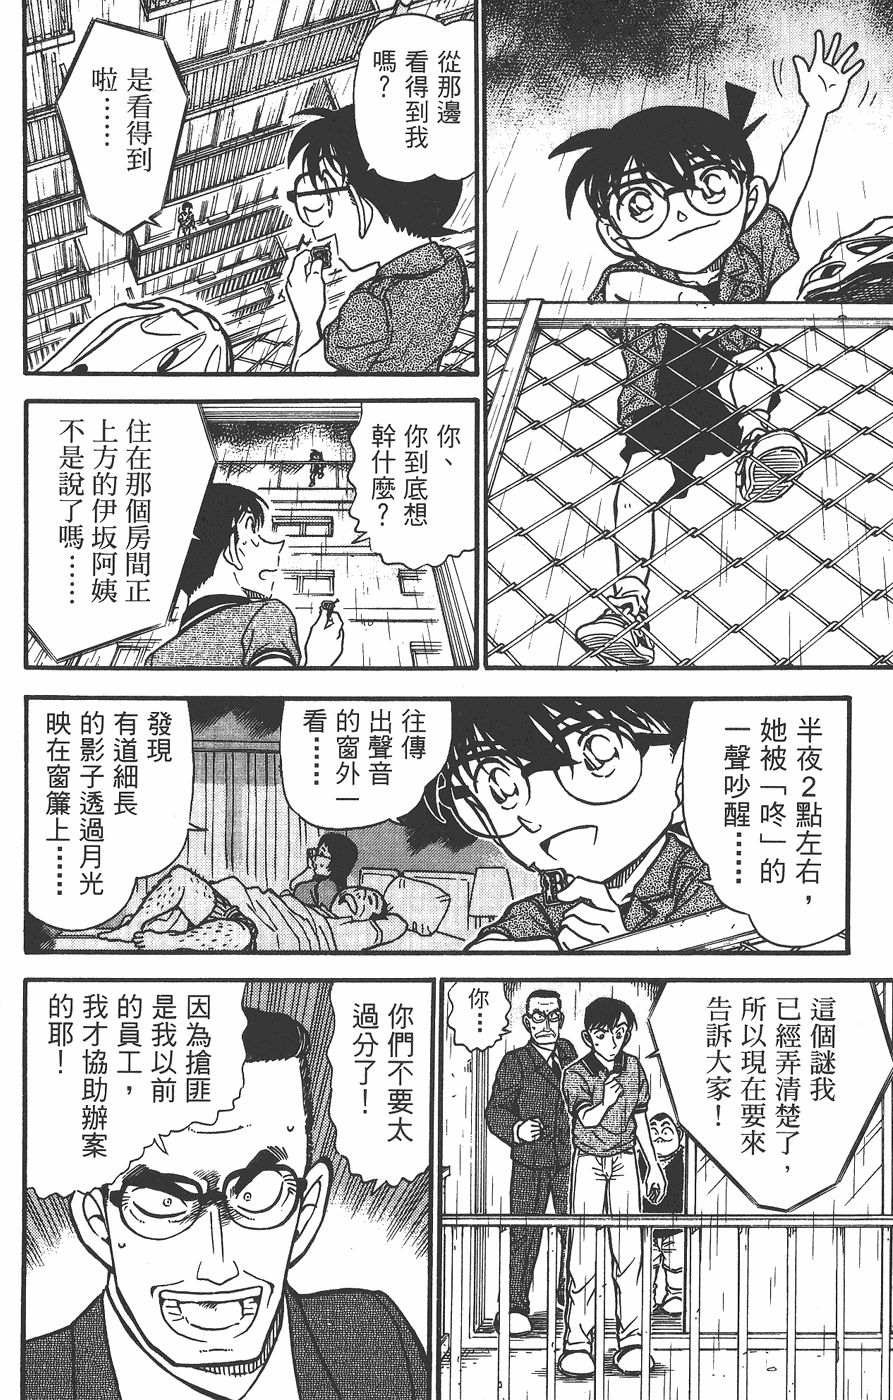 從那邊
看得到我
嗎？
是看得到
啦……
你、
你到底想
幹什麼？
住在那個房間正
上方的伊坂阿姨
不是說了嗎……
半夜2點左右，
她被「咚」的
一聲吵醒……
往傳
出聲音
的窗外一
看……
發現
有道細長
的影子透過月光
映在窗簾上……
這個謎我
已經弄清楚了，
所以現在要來
告訴大家！
你…
你們不要太
過分了！
因為搶匪
是我以前
的員工，
我才協助辦案
的耶！